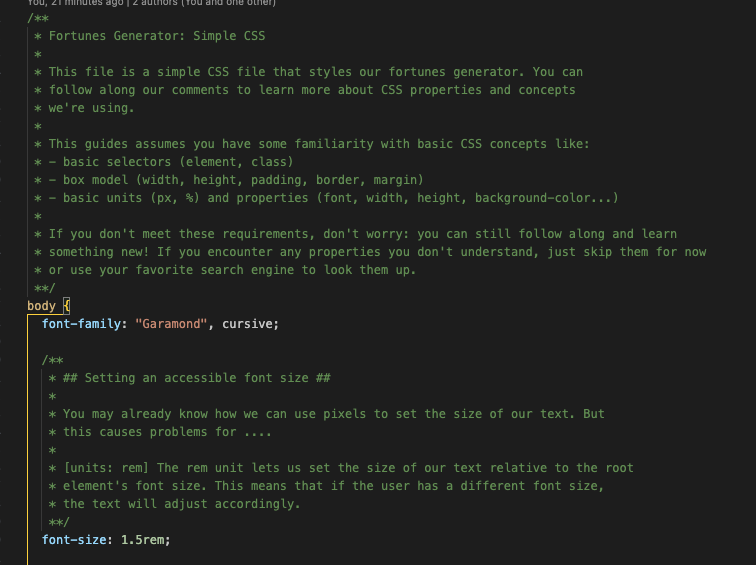 You, 21 minutes ago | 2 authors (You and one other)
/**
* Fortunes Generator: Simple CSS
*
* This file is a simple CSS file that styles our fortunes generator. You can
* follow along our comments to learn more about CSS properties and concepts
* we're using.
*
* This guides assumes you have some familiarity with basic CSS concepts like:
* - basic selectors (element, class)
* - box model (width, height, padding, border, margin)
* - basic units (px, %) and properties (font, width, height, background-color...)
*
* If you don't meet these requirements, don't worry: you can still follow along and learn
* something new! If you encounter any properties you don't understand, just skip them for now
* or use your favorite search engine to look them up.
**/
body {
font-family: "Garamond", cursive;
/**
* ## Setting an accessible font size ##
*
* You may already know how we can use pixels to set the size of our text. But
* this causes problems for ....
*
* [units: rem] The rem unit lets us set the size of our text relative to the root
* element's font size. This means that if the user has a different font size,
* the text will adjust accordingly.
**/
font-size: 1.5rem;